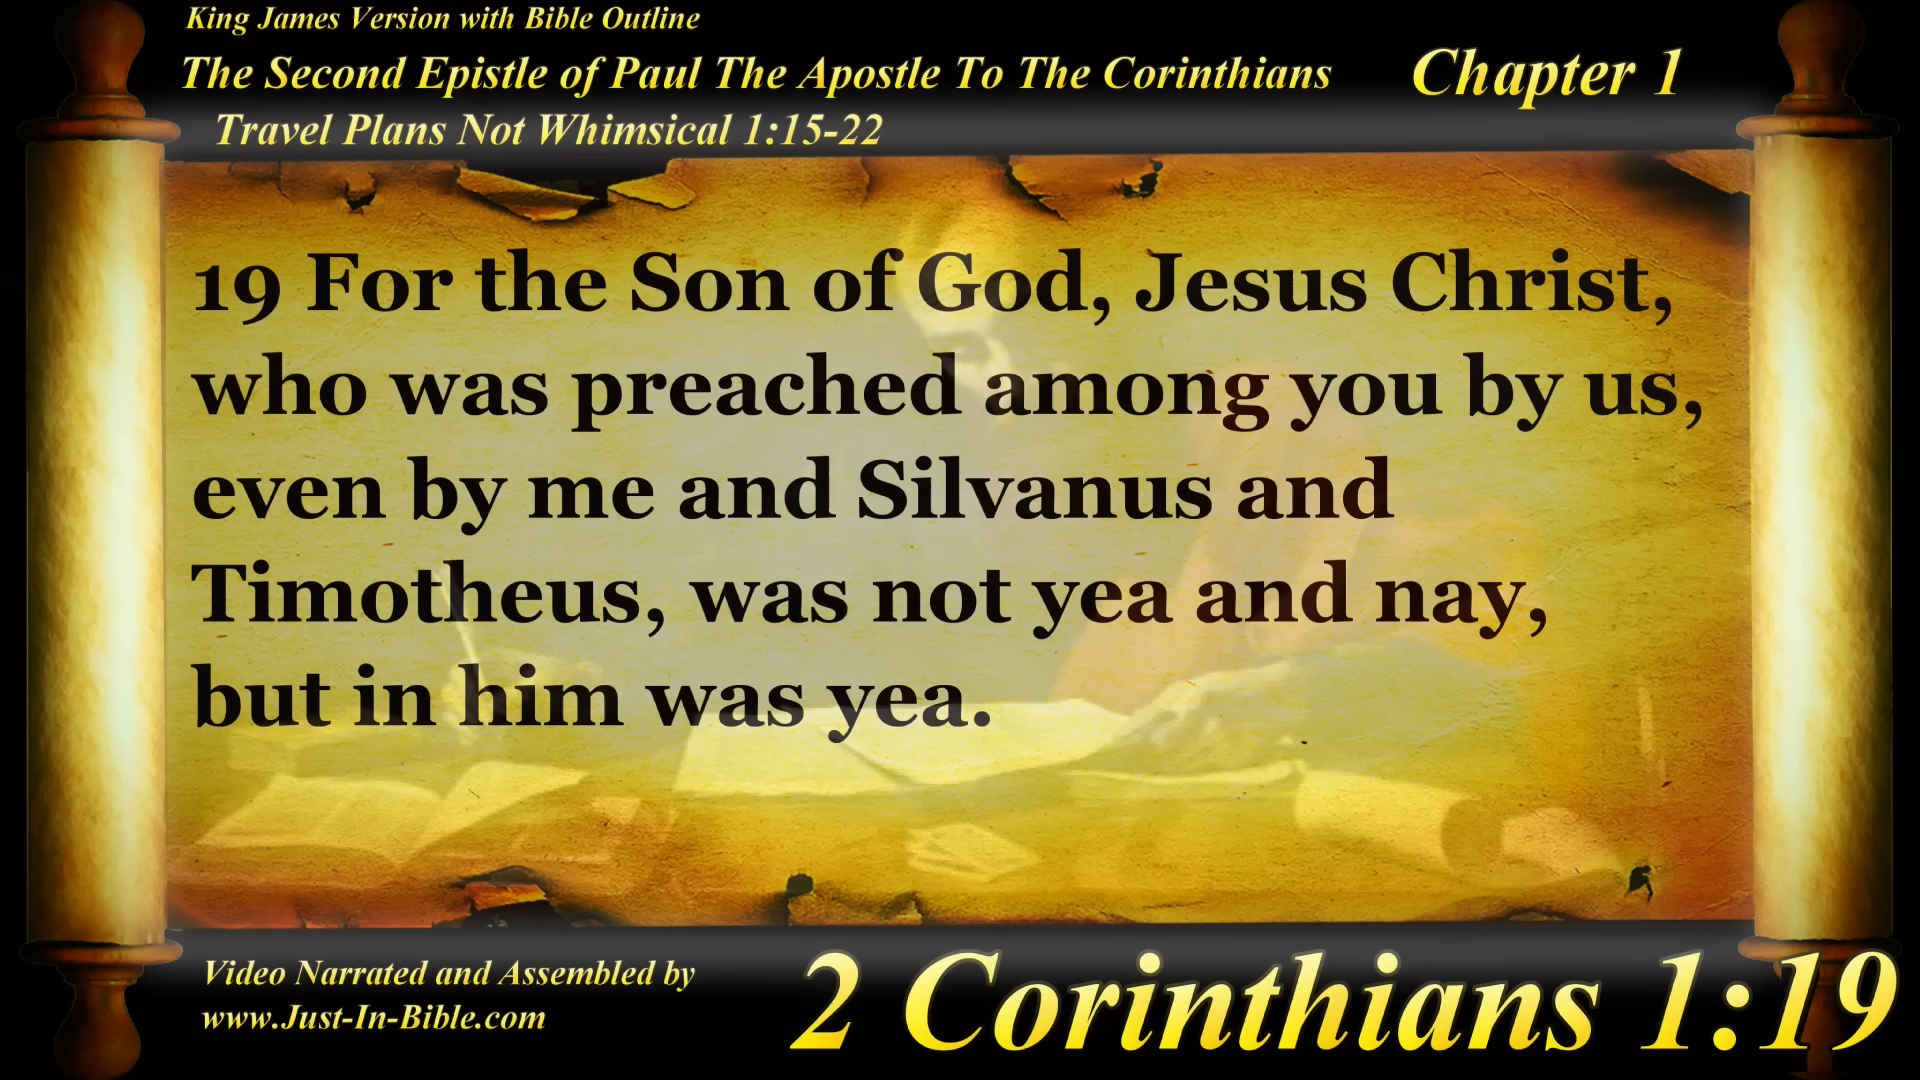 King James Version with Bible Outline
The Second Epistle of Paul The Apostle To The Corinthians
Chapter 1
Travel Plans Not Whimsical 1:15-22
19 For the Son of God, Jesus Christ,
who was preached among you by us,
even by me and Silvanus and
Timotheus, was not yea and nay,
but in him was yea.
Video Narrated and Assembled by
www.Just-In-Bible.com
2 Corinthians 1:19